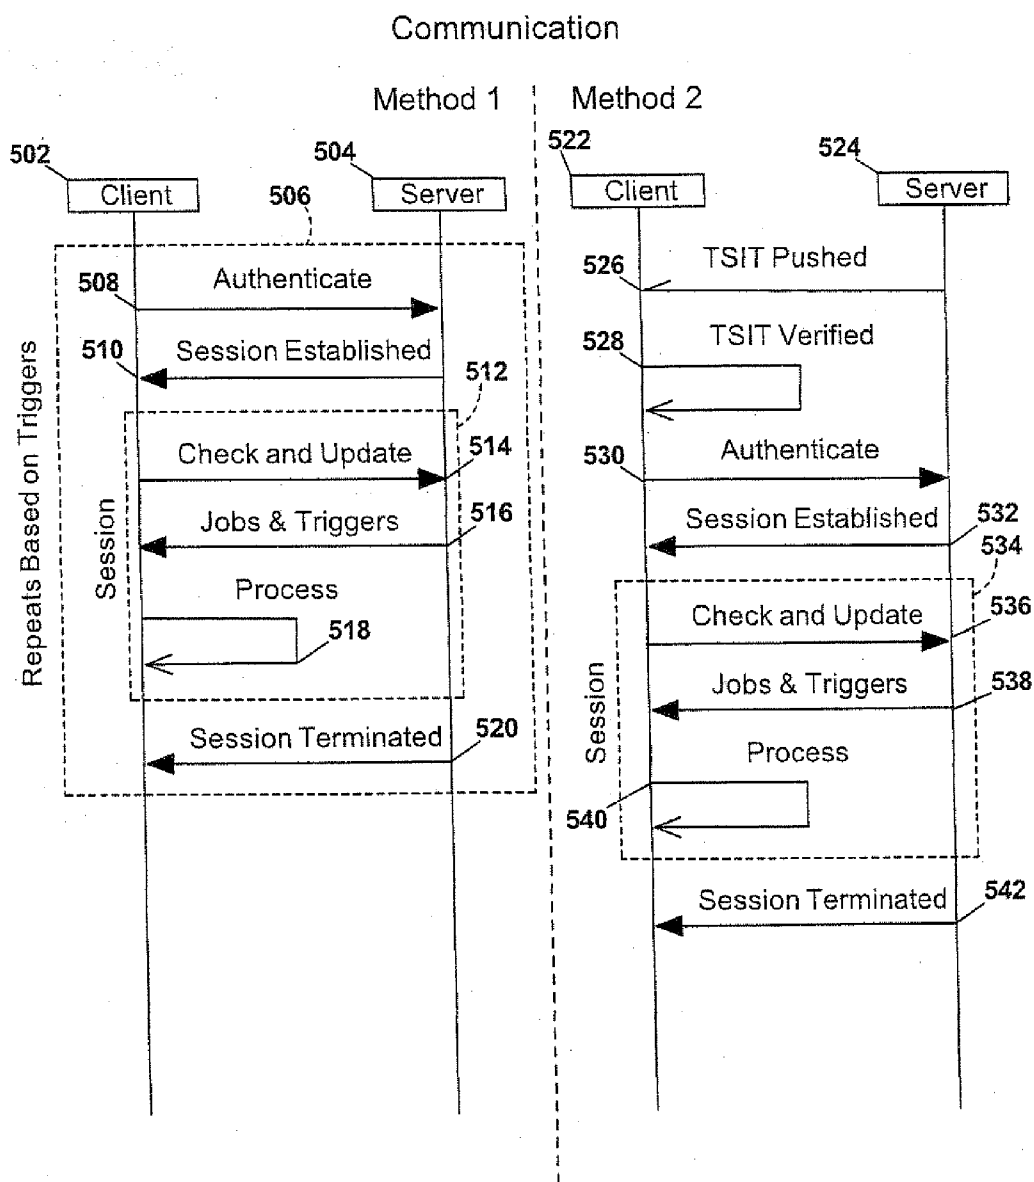 Communication
Method 1
502
504
Client
Server
506
Repeats Based on Triggers
508
Authenticate
510
Session Established
512
Session
Check and Update
514
Jobs & Triggers
516
Process
518
Session Terminated
520
Method 2
522
524
Client
Server
526
TSIT Pushed
528
TSIT Verified
530
Authenticate
Session Established
532
534
Session
Check and Update
536
Jobs & Triggers
538
Process
540
Session Terminated
542